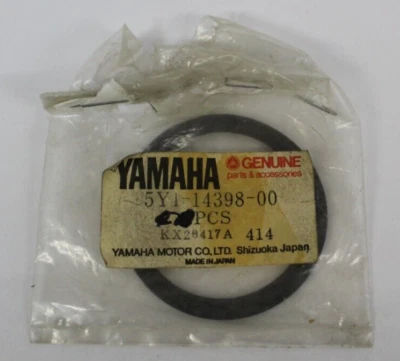 YAMAHA GENUINE
parts & accessories
5Y1-14398-00
PCS
KX28417A 414
YAMAHA MOTOR CO., LTD. Shizuoka Japan
MADE IN JAPAN